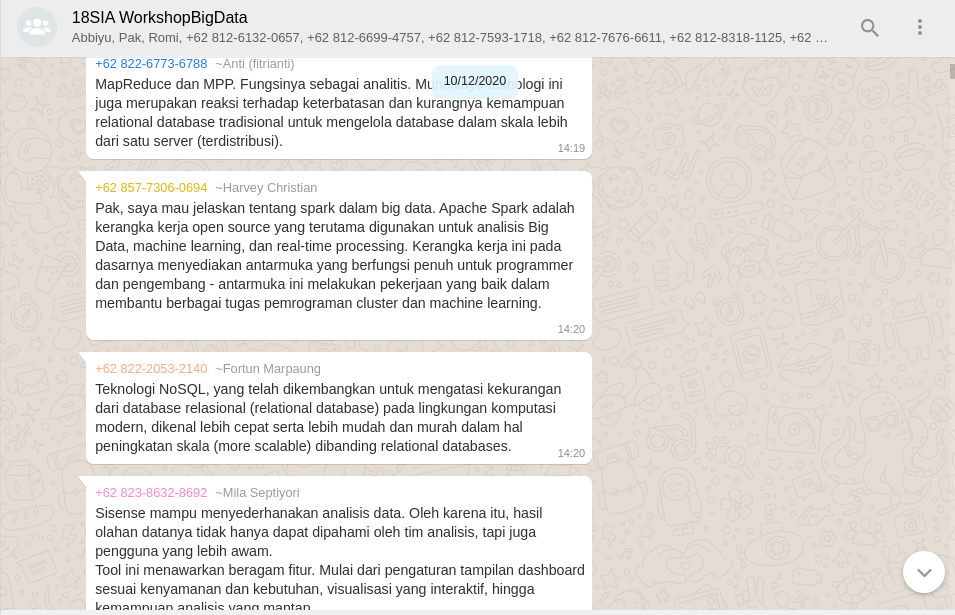 18SIA WorkshopBigData
Abbiyu, Pak, Romi, +62 812-6132-0657, +62 812-6699-4757, +62 812-7593-1718, +62 812-7676-6611, +62 812-8318-1125, +62 ...
+62 822-6773-6788 ~Anti (fitrianti)
10/12/2020
MapReduce dan MPP. Fungsinya sebagai analitis. ini
juga merupakan reaksi terhadap keterbatasan dan kurangnya kemampuan
relational database tradisional untuk mengelola database dalam skala lebih
dari satu server (terdistribusi).
14:19
+62 857-7306-0694 ~Harvey Christian
Pak, saya mau jelaskan tentang spark dalam big data. Apache Spark adalah
kerangka kerja open source yang terutama digunakan untuk analisis Big
Data, machine learning, dan real-time processing. Kerangka kerja ini pada
dasarnya menyediakan antarmuka yang berfungsi penuh untuk programmer
dan pengembang - antarmuka ini melakukan pekerjaan yang baik dalam
membantu berbagai tugas pemrograman cluster dan machine learning.
14:20
+62 822-2053-2140 ~Fortun Marpaung
Teknologi NoSQL, yang telah dikembangkan untuk mengatasi kekurangan
dari database relasional (relational database) pada lingkungan komputasi
modern, dikenal lebih cepat serta lebih mudah dan murah dalam hal
peningkatan skala (more scalable) dibanding relational databases.
14:20
+62 823-8632-8692 ~Mila Septiyori
Sisense mampu menyederhanakan analisis data. Oleh karena itu, hasil
olahan datanya tidak hanya dapat dipahami oleh tim analisis, tapi juga
pengguna yang lebih awam.
Tool ini menawarkan beragam fitur. Mulai dari pengaturan tampilan dashboard
sesuai kenyamanan dan kebutuhan, visualisasi yang interaktif, hingga
kemampuan analisis yang mantap